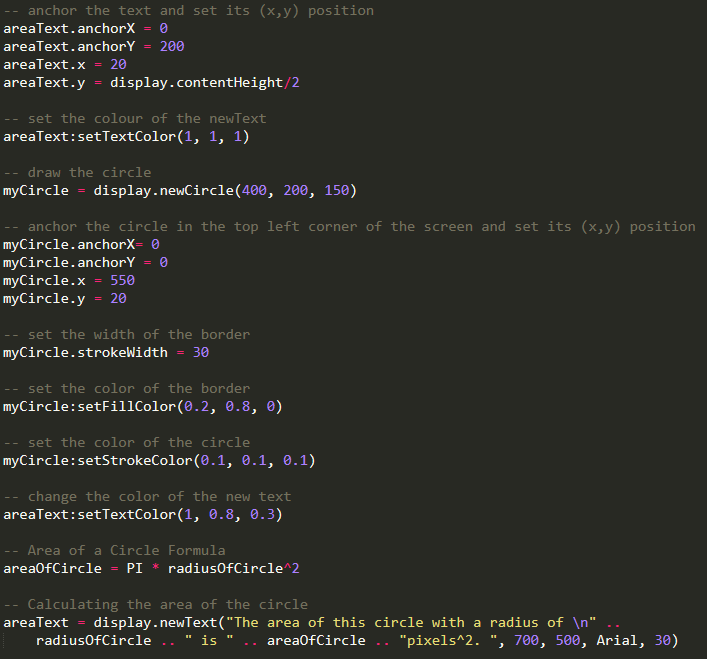 -- anchor the text and set its (x,y) position
areaText.anchorX = 0
areaText.anchorY = 200
areaText.x = 20
areaText.y = display.contentHeight/2
-- set the colour of the newText
areaText:setTextColor(1, 1, 1)
-- draw the circle
myCircle = display.newCircle(400, 200, 150)
-- anchor the circle in the top left corner of the screen and set its (x,y) position
myCircle.anchorX= 0
myCircle.anchorY = 0
myCircle.x = 550
myCircle.y = 20
-- set the width of the border
myCircle.strokeWidth = 30
-- set the color of the border
myCircle:setFillColor(0.2, 0.8, 0)
-- set the color of the circle
myCircle:setStrokeColor(0.1, 0.1, 0.1)
-- change the color of the new text
areaText:setTextColor(1, 0.8, 0.3)
-- Area of a Circle Formula
areaOfCircle = PI * radiusOfCircle^2
-- Calculating the area of the circle
areaText = display.newText("The area of this circle with a radius of \n" ..
radiusOfCircle .. " is " .. areaOfCircle .. "pixels^2. ", 700, 500, Arial, 30)